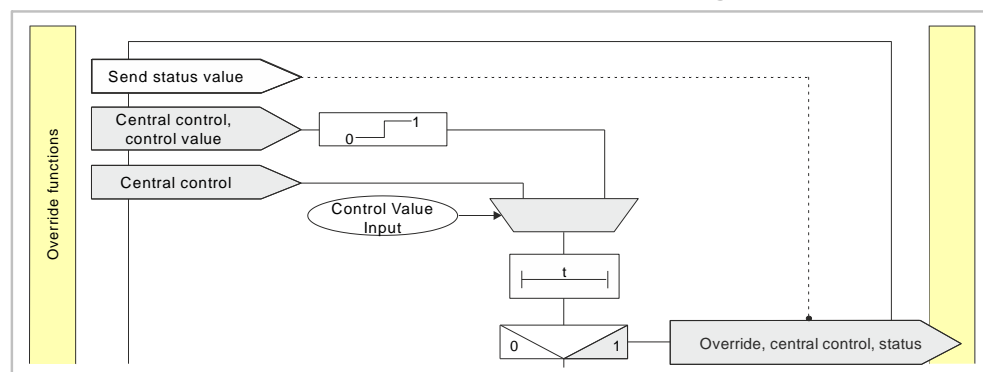 Override functions
Send status value
Central control,
control value
0
1
Central control
Control Value
Input
t
0
1
Override, central control, status